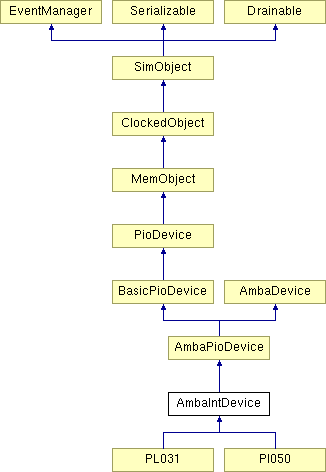 EventManager Serializable Drainable
SimObject
ClockedObject
MemObject
PioDevice
BasicPioDevice AmbaDevice
AmbaPioDevice
AmbaIntDevice
PL031 Pl050